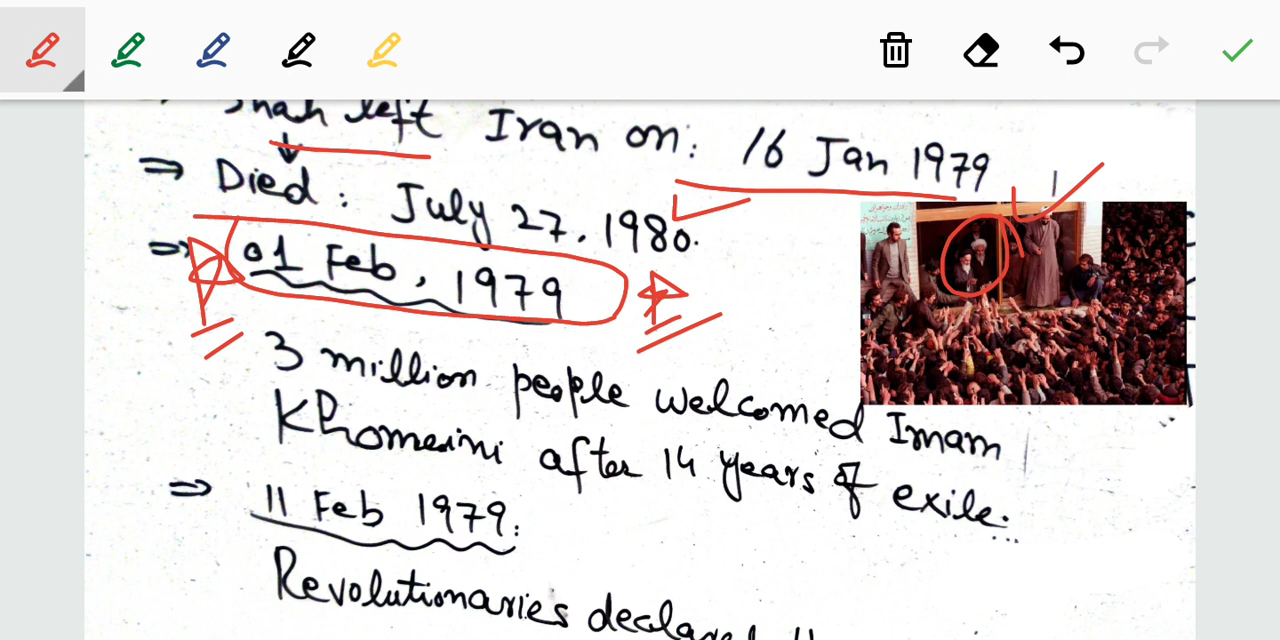 Shah left Iran on: 16 Jan 1979
⇒ Died: July 27, 1980.
⇒ 01 Feb, 1979
3 million people welcomed Imam
Khomeini after 14 years of exile.
⇒ 11 Feb 1979:
Revolutionaries